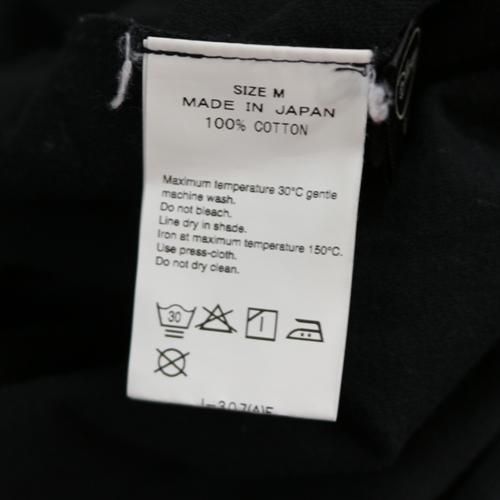 SIZE M
MADE IN JAPAN
100% COTTON
Maximum temperature 30°C gentle
machine wash.
Do not bleach.
Line dry in shade.
Iron at maximum temperature 150°C.
Use press-cloth.
Do not dry clean.
30